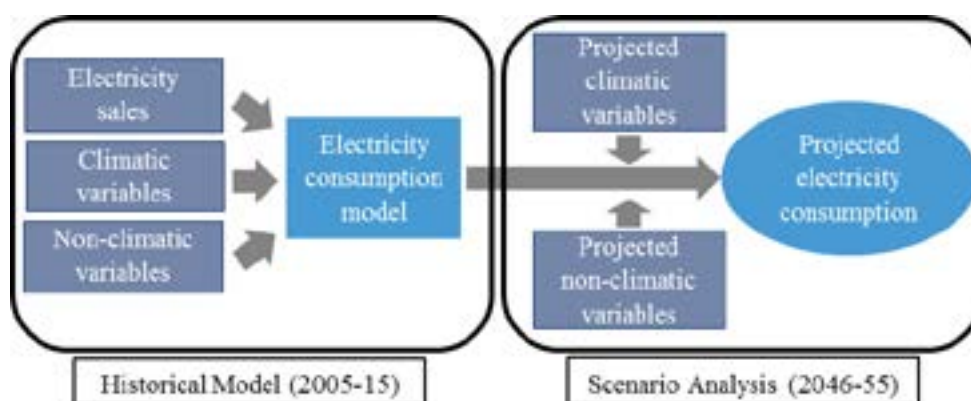 Electricity
sales
Climatic
variables
Non-climatic
variables
Electricity
consumption
model
Historical Model (2005-15)
Projected
climatic
variables
Projected
non-climatic
variables
Projected
electricity
consumption
Scenario Analysis (2046-55)